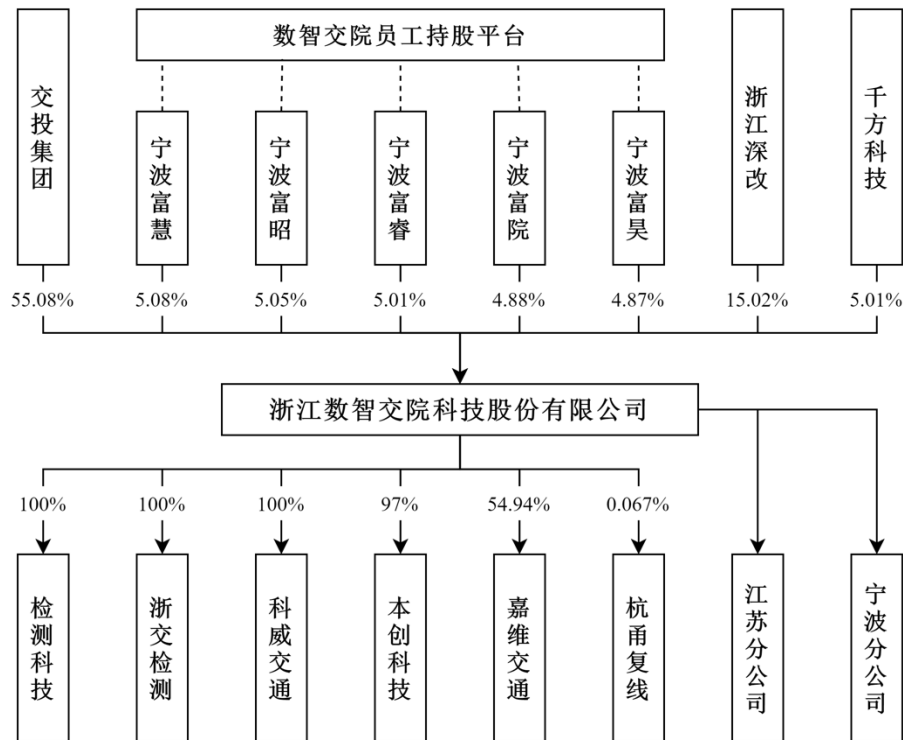 数智交院员工持股平台
交投集团
宁波富慧
宁波富昭
宁波富睿
宁波富院
宁波富昊
浙江深改
千方科技
55.08%
5.08%
5.05%
5.01%
4.88%
4.87%
15.02%
5.01%
浙江数智交院科技股份有限公司
100%
100%
100%
97%
54.94%
0.067%
检测科技
浙交检测
科威交通
本创科技
嘉维交通
杭甬复线
江苏分公司
宁波分公司